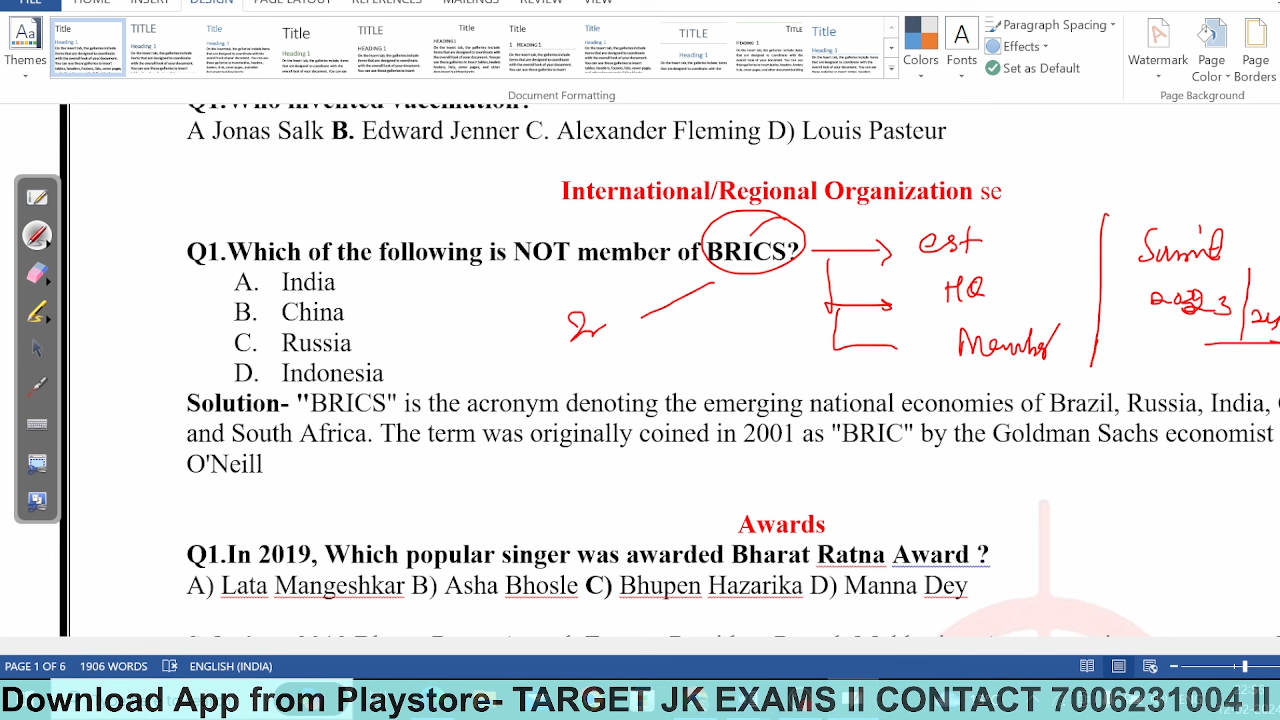 FILE HOME INSERT DESIGN PAGE LAYOUT REFERENCES MAILINGS REVIEW VIEW
Themes
Colors
Fonts
Paragraph Spacing
Effects
Set as Default
Watermark
Page Color
Page Borders
Document Formatting
Page Background
Q1.Who invented vaccination?
A Jonas Salk B. Edward Jenner C. Alexander Fleming D) Louis Pasteur
International/Regional Organization se
Q1.Which of the following is NOT member of BRICS?
est
HQ
Member
A. India
B. China
C. Russia
D. Indonesia
Solution- "BRICS" is the acronym denoting the emerging national economies of Brazil, Russia, India,
and South Africa. The term was originally coined in 2001 as "BRIC" by the Goldman Sachs economist
O'Neill
Awards
Q1.In 2019, Which popular singer was awarded Bharat Ratna Award ?
A) Lata Mangeshkar B) Asha Bhosle C) Bhupen Hazarika D) Manna Dey
PAGE 1 OF 6 1906 WORDS ENGLISH (INDIA)
Download App from Playstore- TARGET JK EXAMS II CONTACT 7006231004 II